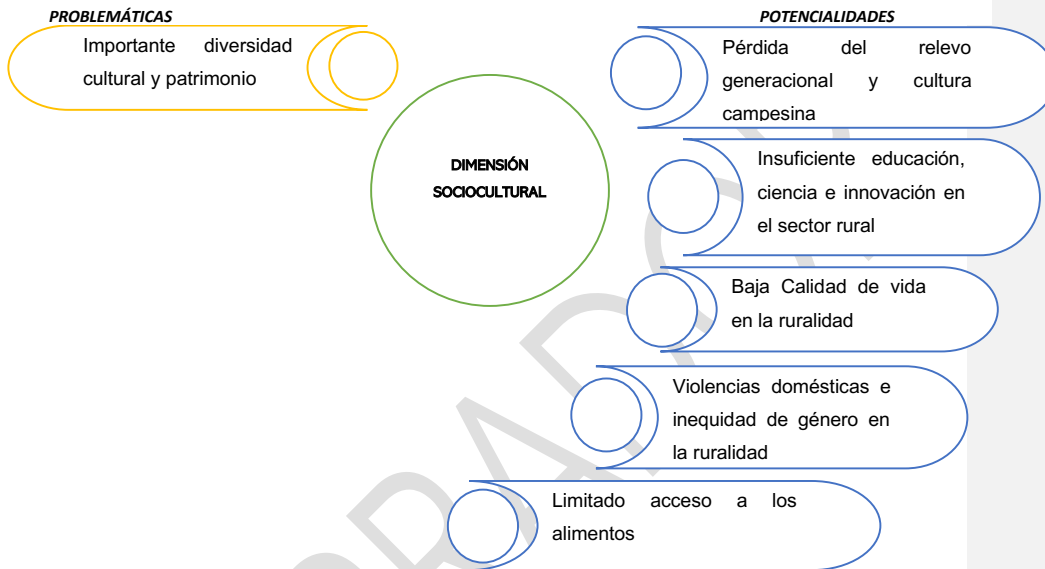 PROBLEMÁTICAS
Importante diversidad
cultural y patrimonio
DIMENSIÓN
SOCIOCULTURAL
POTENCIALIDADES
Pérdida del relevo
generacional y cultura
campesina
Insuficiente educación,
ciencia e innovación en
el sector rural
Baja Calidad de vida
en la ruralidad
Violencias domésticas e
inequidad de género en
la ruralidad
Limitado acceso a los
alimentos